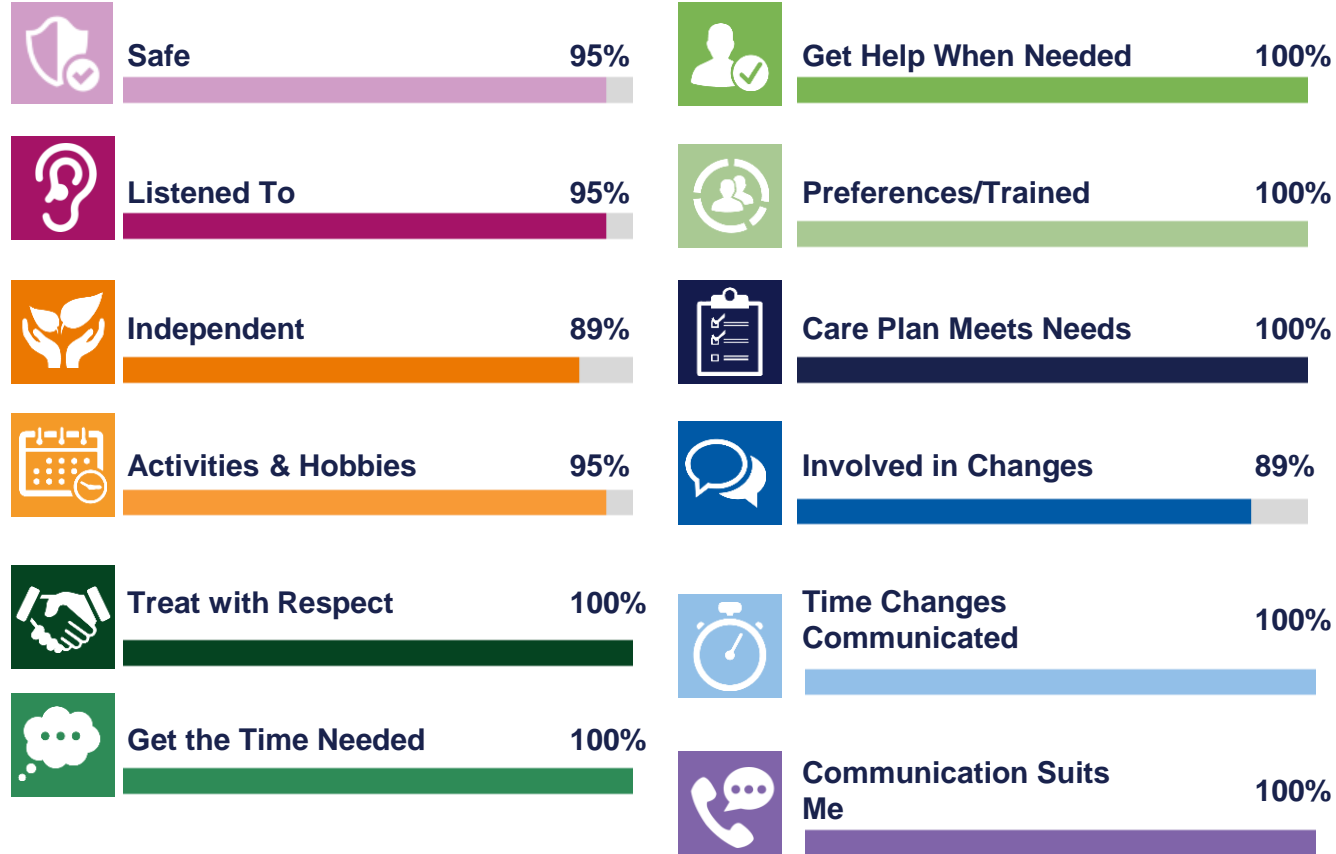 Safe 95%
Listened To 95%
Independent 89%
Activities & Hobbies 95%
Treat with Respect 100%
Get the Time Needed 100%
Get Help When Needed 100%
Preferences/Trained 100%
Care Plan Meets Needs 100%
Involved in Changes 89%
Time Changes
Communicated 100%
Communication Suits
Me 100%